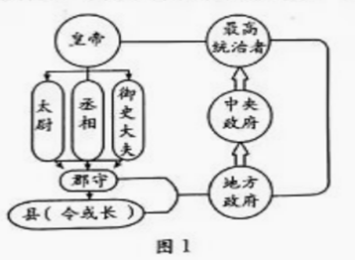 皇帝
最高
统治者
太
尉
丞
相
御
史
大
夫
中央
政府
郡守
地方
政府
县(令或长)
图1